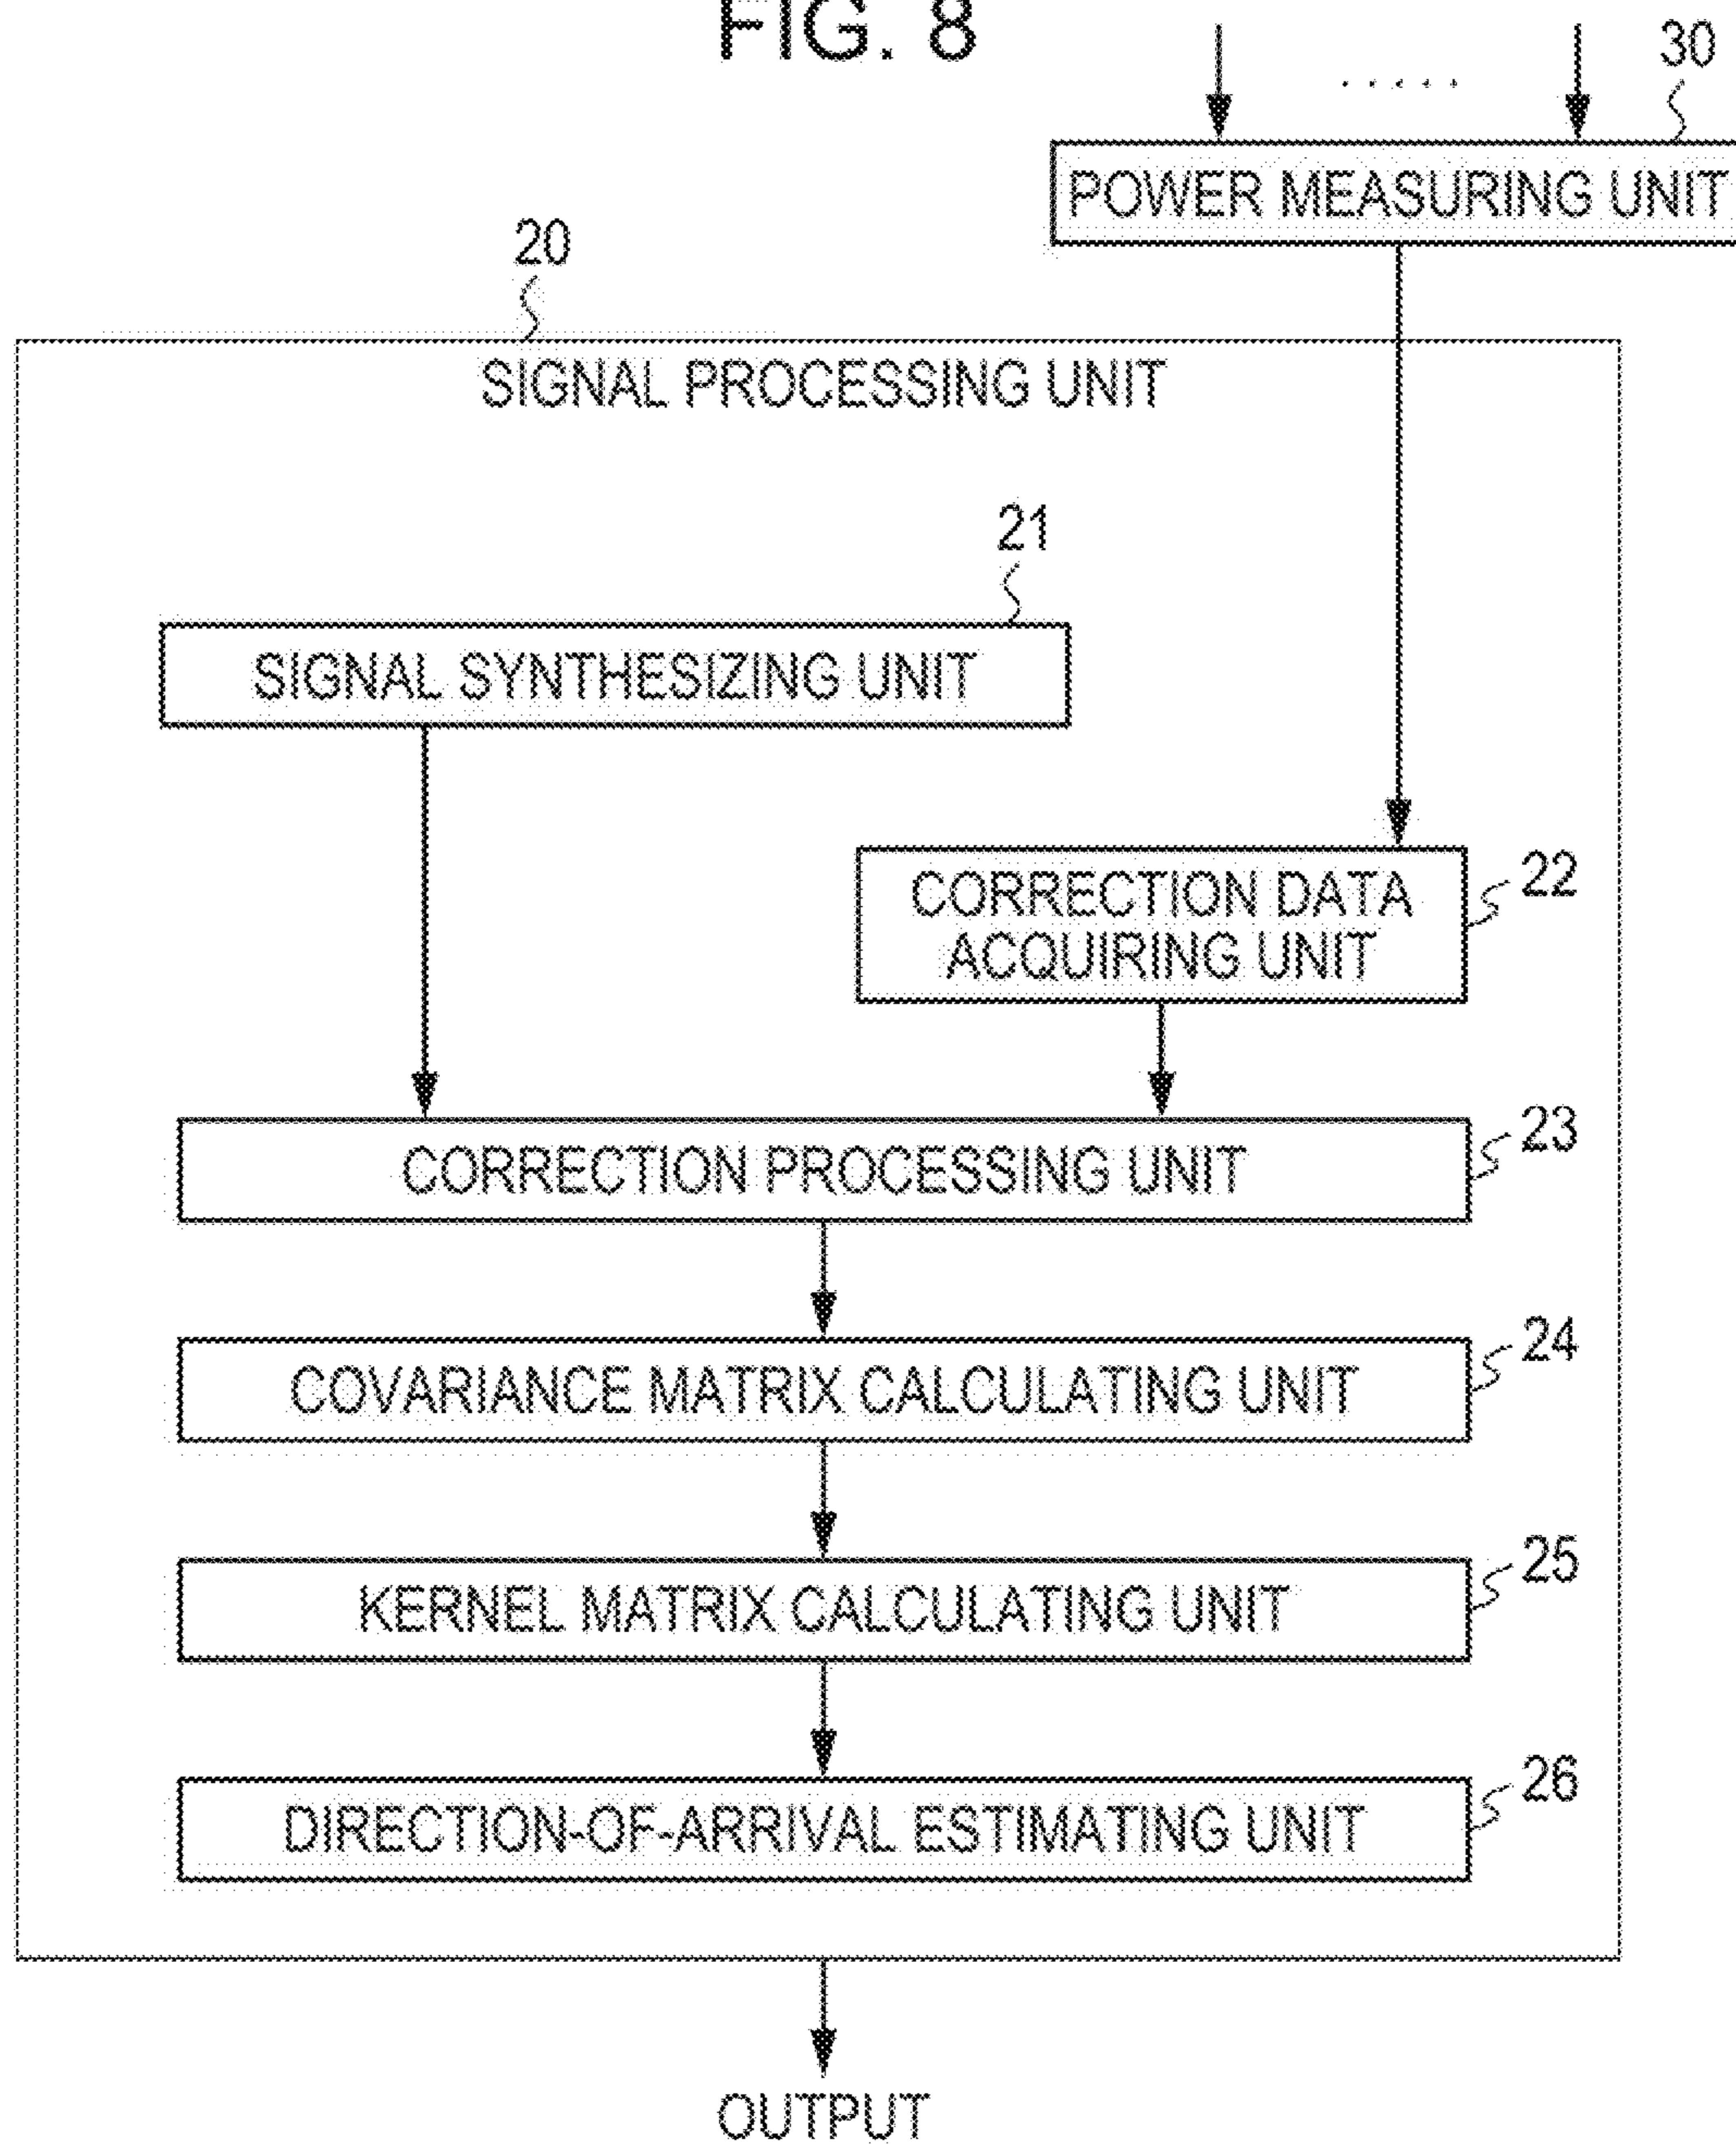 FIG. 8
30
POWER MEASURING UNIT
20
SIGNAL PROCESSING UNIT
21
SIGNAL SYNTHESIZING UNIT
CORRECTION DATA
ACQUIRING UNIT
22
CORRECTION PROCESSING UNIT
23
COVARIANCE MATRIX CALCULATING UNIT
24
KERNEL MATRIX CALCULATING UNIT
25
DIRECTION-OF-ARRIVAL ESTIMATING UNIT
26
OUTPUT